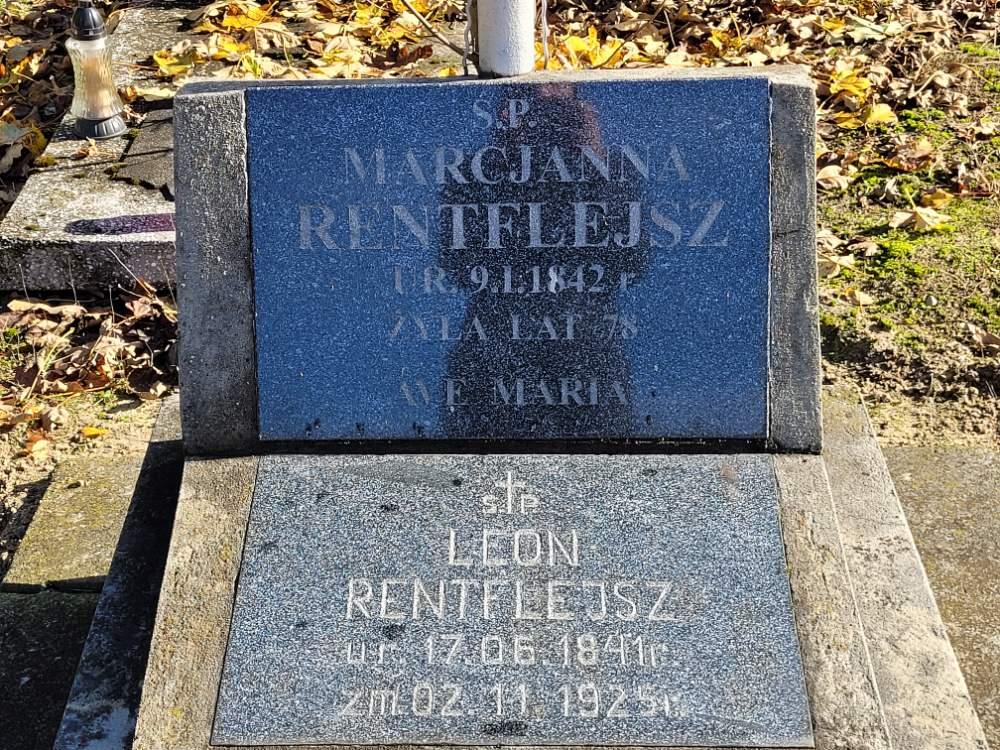 Ś.P.
MARCJANNA
RENTFLEJSZ
UR. 9.I.1842 r
ŻYŁA LAT 78
AVE MARIA
Ś P
LEON
RENTFLEJSZ
ur. 17.06.1841r.
zm. 02.11.1925r.